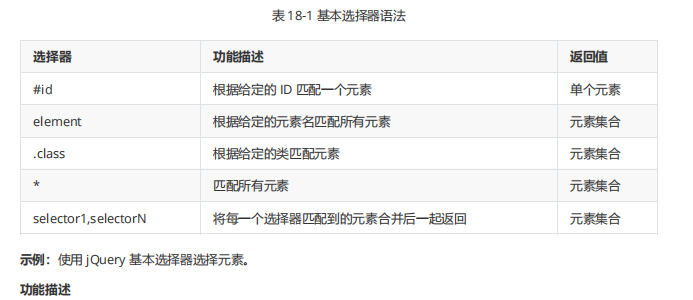 表 18-1 基本选择器语法
选择器 功能描述 返回值
#id 根据给定的 ID 匹配一个元素 单个元素
element 根据给定的元素名匹配所有元素 元素集合
.class 根据给定的类匹配元素 元素集合
* 匹配所有元素 元素集合
selector1,selectorN 将每一个选择器匹配到的元素合并后一起返回 元素集合
示例：使用 jQuery 基本选择器选择元素。
功能描述